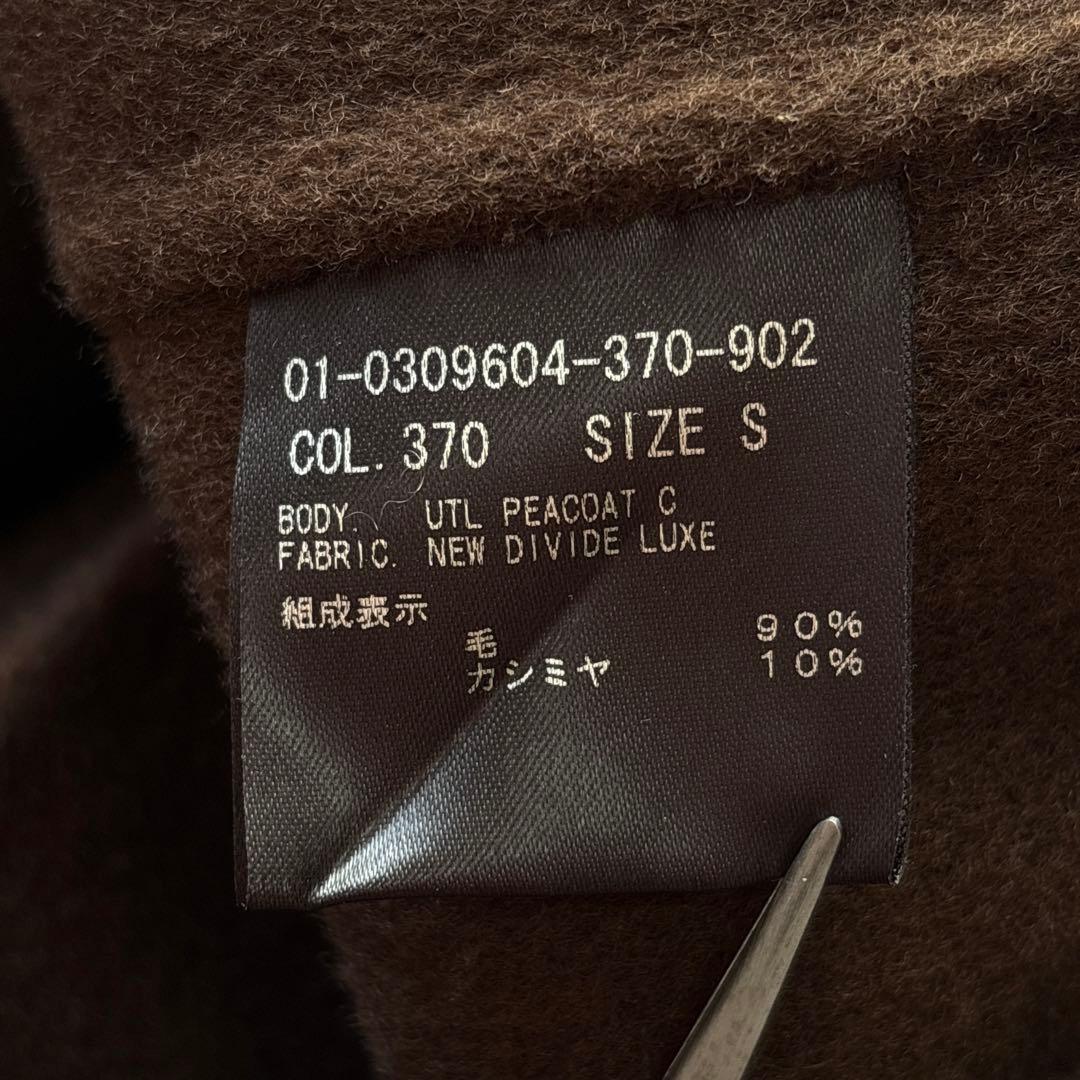 01-0309604-370-902
COL. 370 SIZE S
BODY. UTL PEACOAT C
FABRIC. NEW DIVIDE LUXE
組成表示
毛 90%
カシミヤ 10%